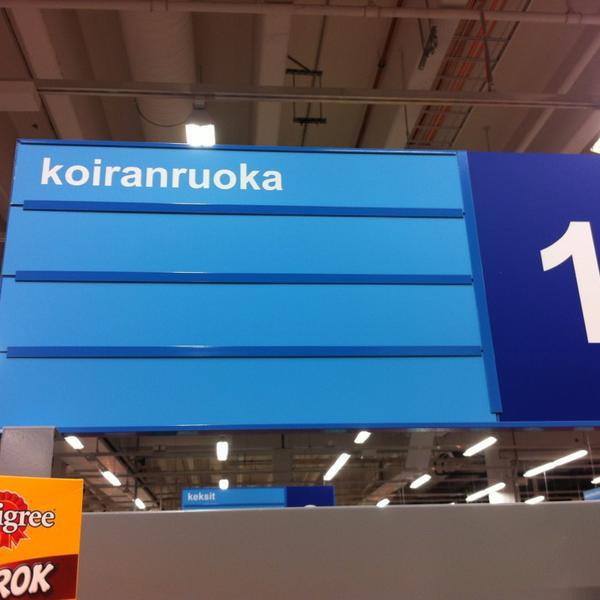 koiranruoka
1
keksit
igree
ROK